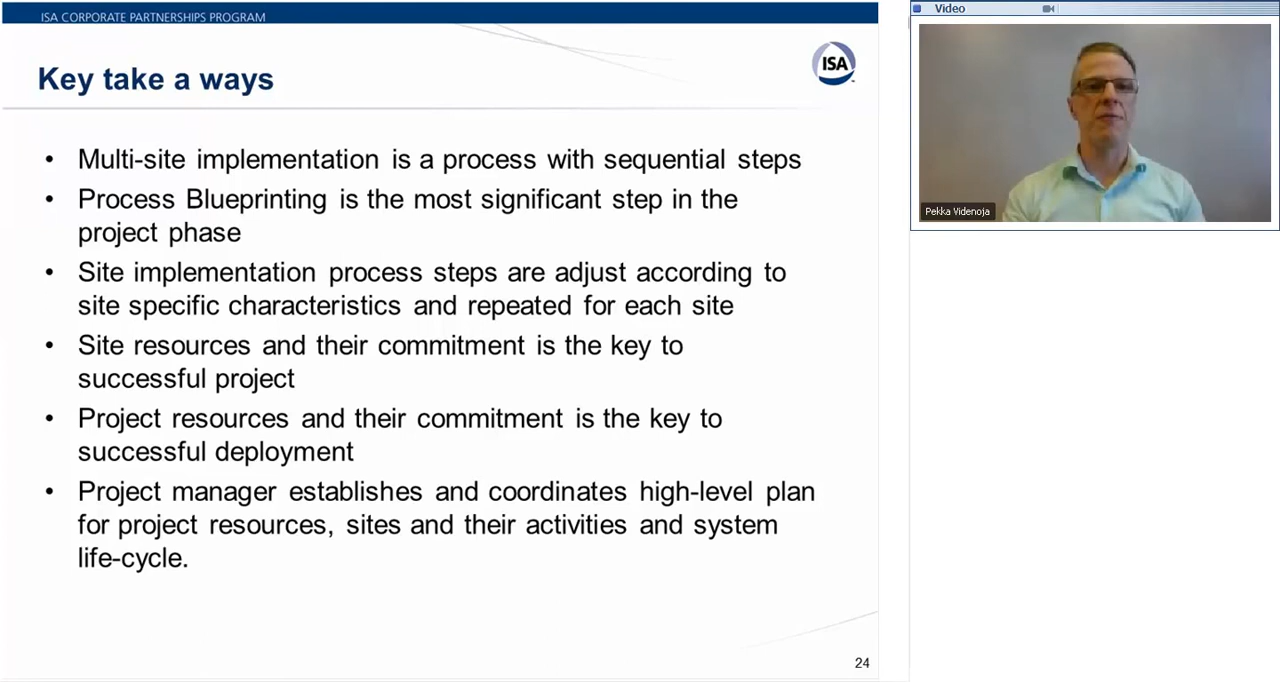 ISA CORPORATE PARTNERSHIPS PROGRAM
Key take a ways
ISA
• Multi-site implementation is a process with sequential steps
• Process Blueprinting is the most significant step in the
project phase
• Site implementation process steps are adjust according to
site specific characteristics and repeated for each site
• Site resources and their commitment is the key to
successful project
• Project resources and their commitment is the key to
successful deployment
• Project manager establishes and coordinates high-level plan
for project resources, sites and their activities and system
life-cycle.
24
Video
Pekka Videnoja